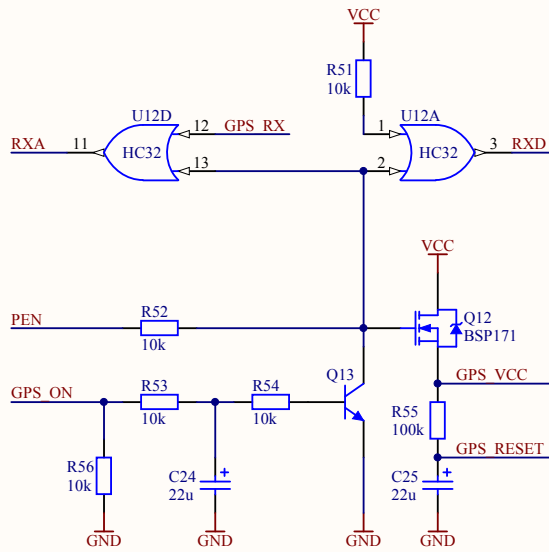 VCC
R51
10k
U12D
U12A
RXA
11
HC32
12
GPS_RX
13
1
2
HC32
3
RXD
VCC
PEN
R52
10k
Q12
BSP171
GPS_ON
R53
10k
R54
10k
Q13
GPS_VCC
R55
100k
GPS_RESET
R56
10k
C24
22u
C25
22u
GND
GND
GND
GND